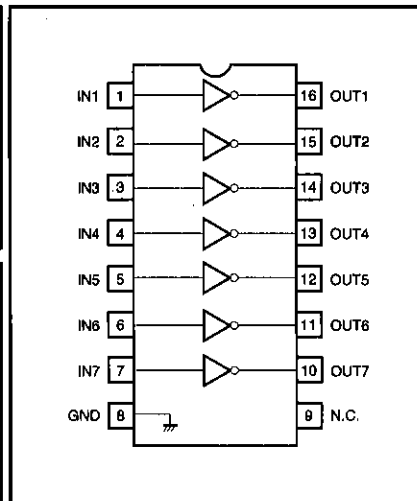 IN1 1 16 OUT1
IN2 2 15 OUT2
IN3 3 14 OUT3
IN4 4 13 OUT4
IN5 5 12 OUT5
IN6 6 11 OUT6
IN7 7 10 OUT7
GND 8 9 N.C.